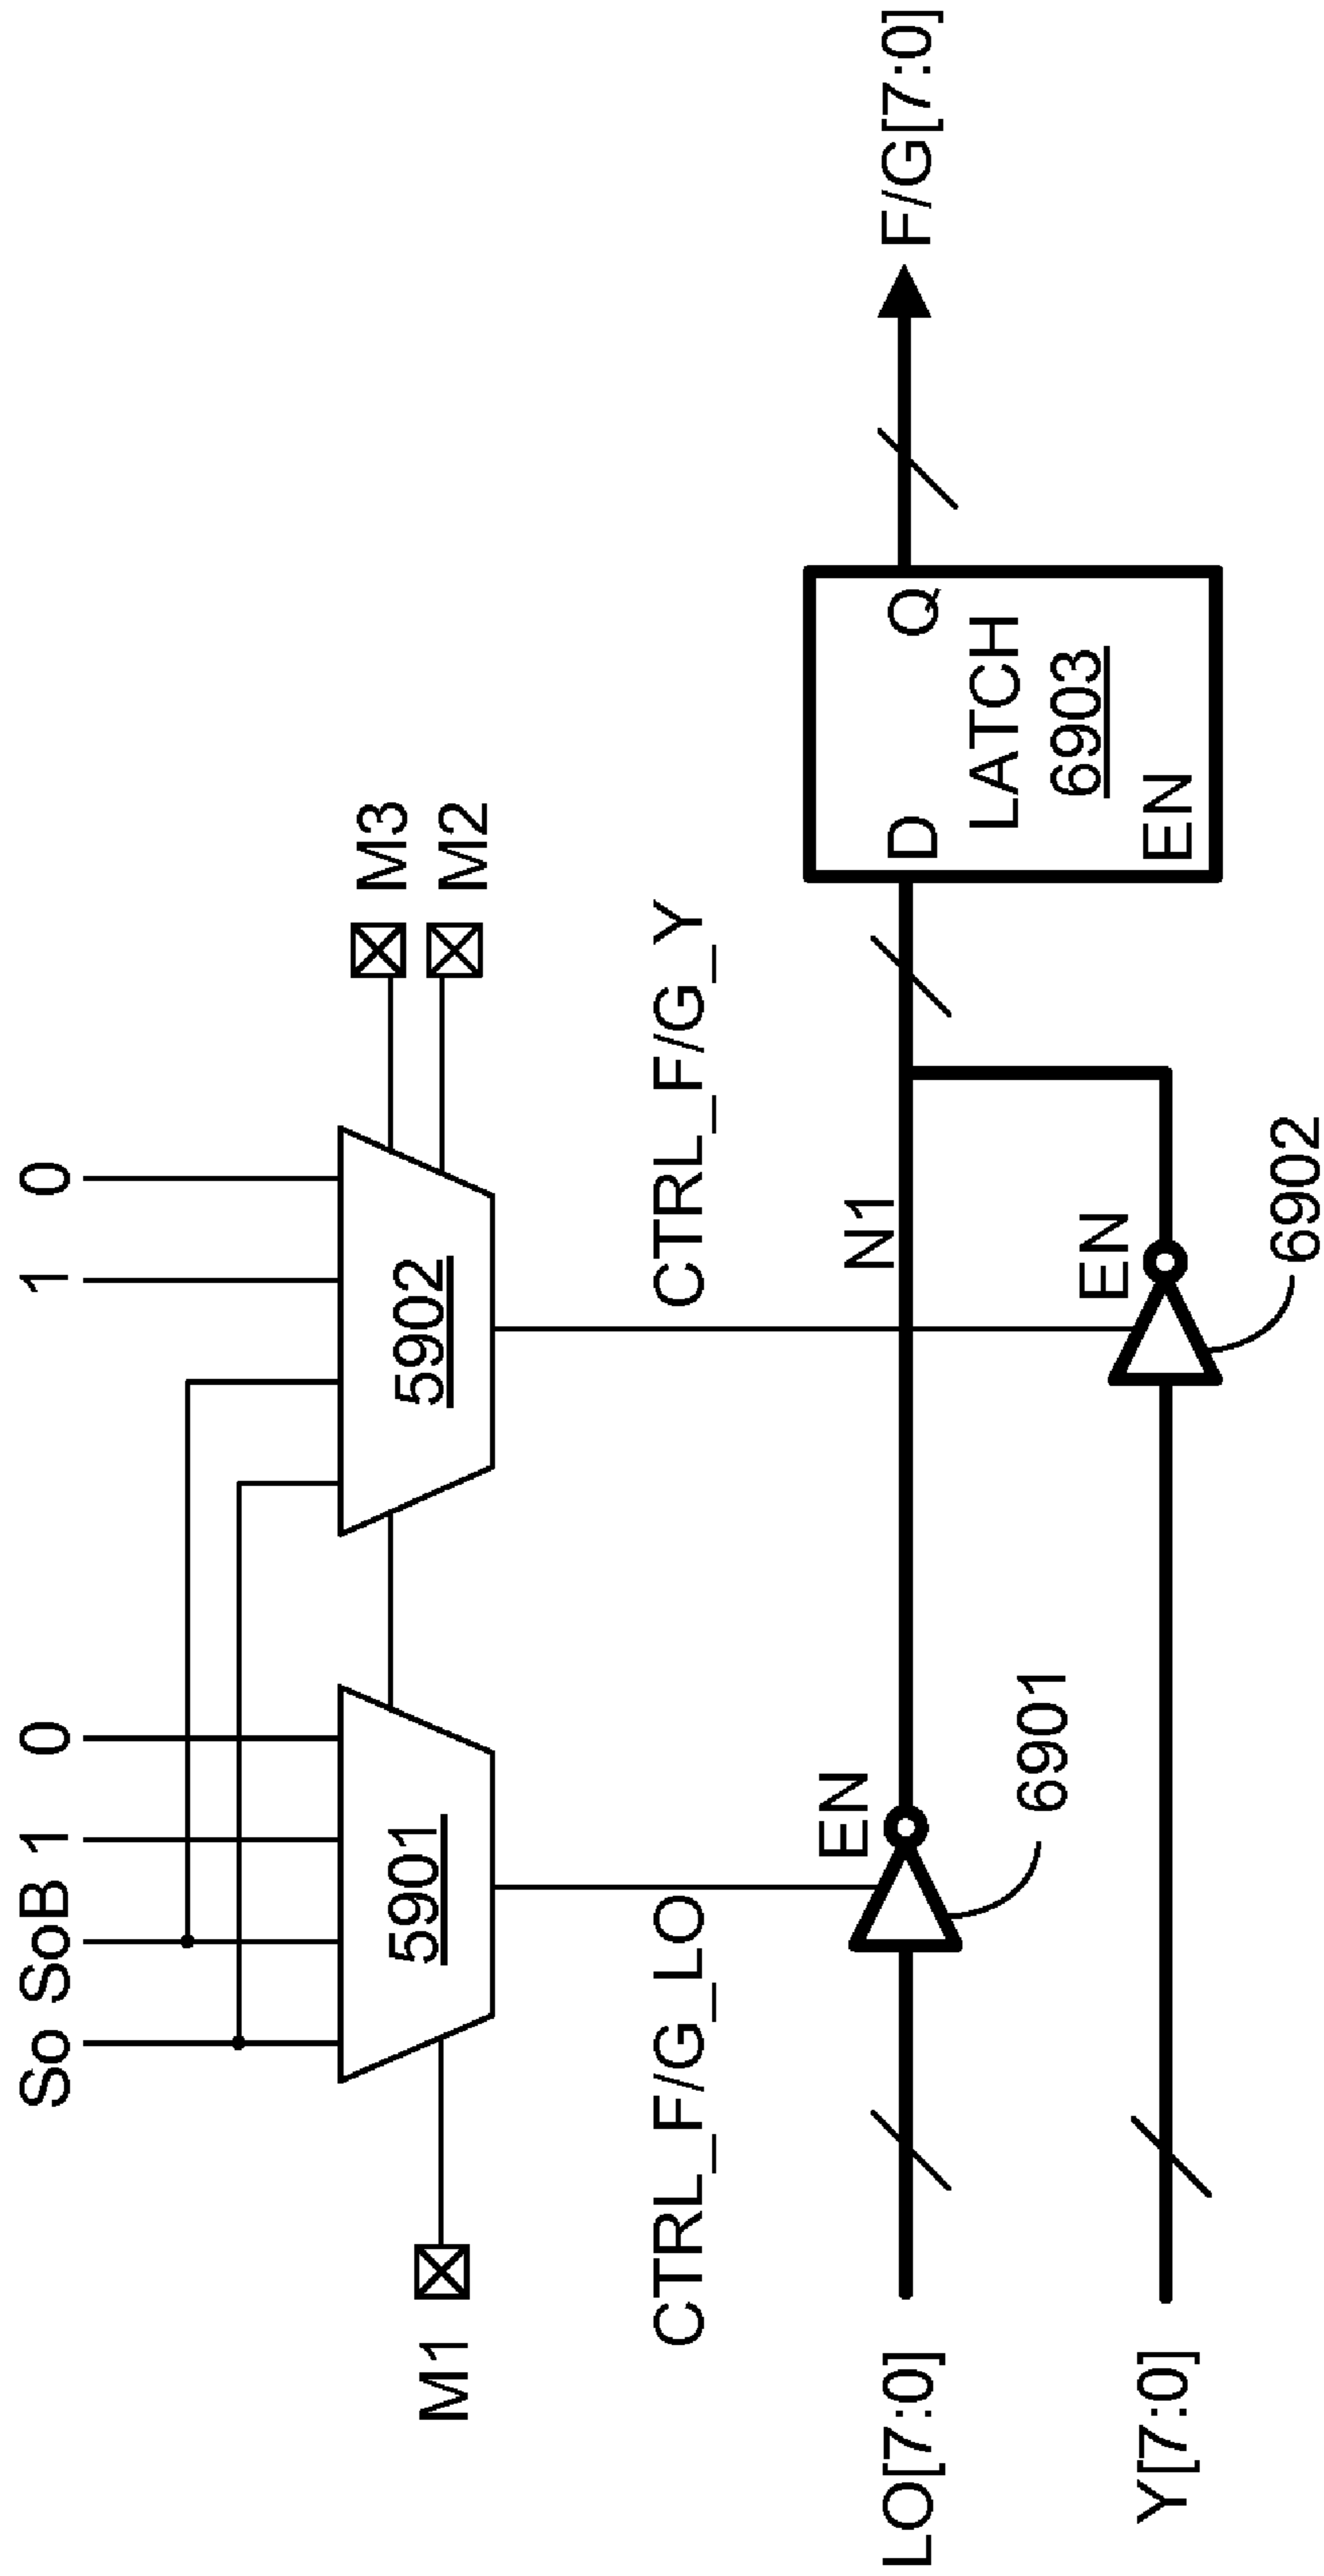 So SoB 1 0 1 0
5901
5902
M3
M2
M1
CTRL_F/G_LO
CTRL_F/G_Y
LO[7:0]
EN
N1
D Q
F/G[7:0]
LATCH
6903
6901
EN
EN
Y[7:0]
6902